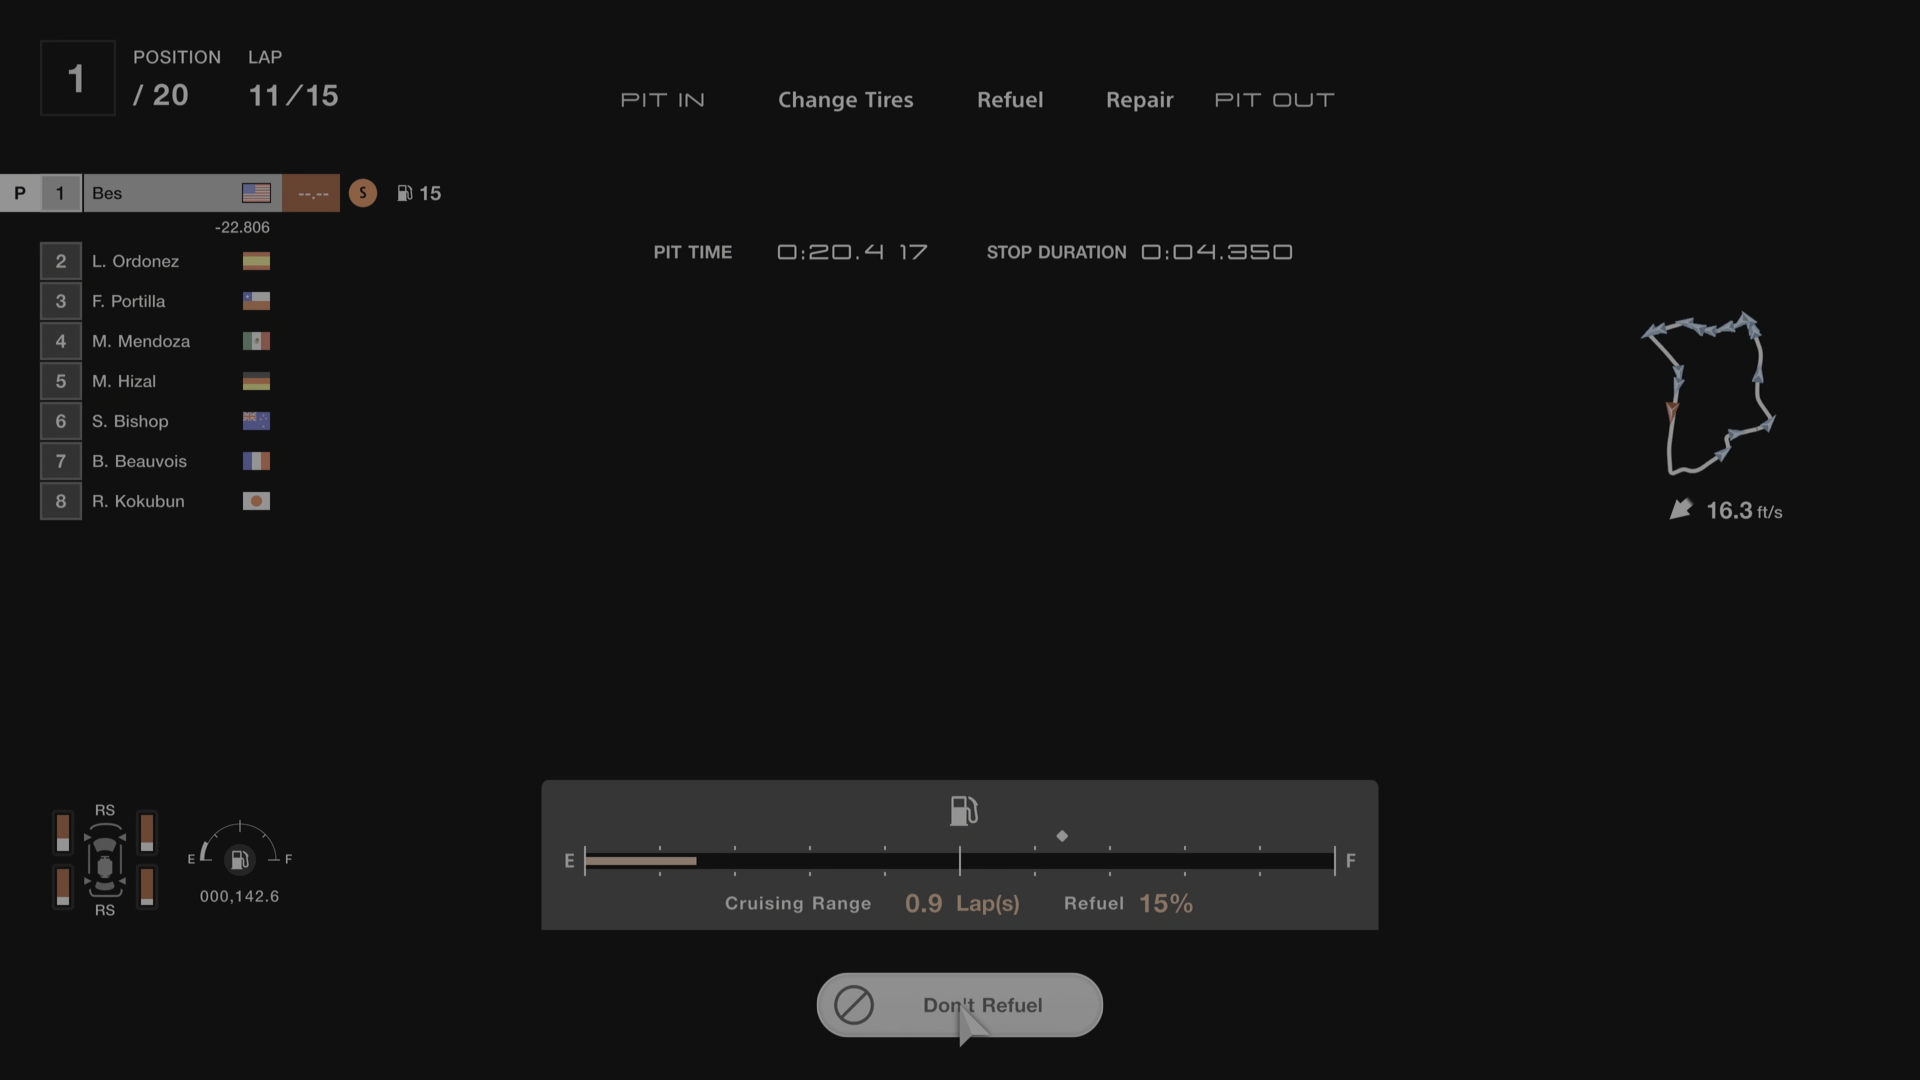 1
POSITION LAP
/ 20 11/15
PIT IN Change Tires Refuel Repair PIT OUT
P 1 Bes --.-- S 15
-22.806
2 L. Ordonez
3 F. Portilla
4 M. Mendoza
5 M. Hizal
6 S. Bishop
7 B. Beauvois
8 R. Kokubun
PIT TIME 0:20.417 STOP DURATION 0:04.350
16.3 ft/s
RS
E F
000,142.6
RS
E F
Cruising Range 0.9 Lap(s) Refuel 15%
Don't Refuel